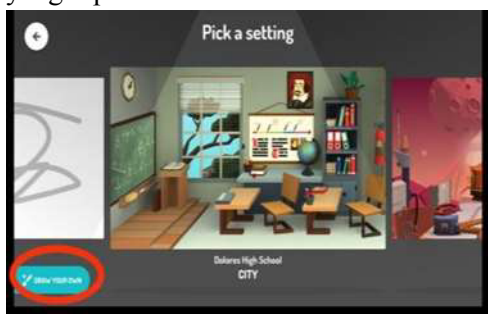 Pick a setting
Dolores High School
CITY
DRAW YOUR OWN